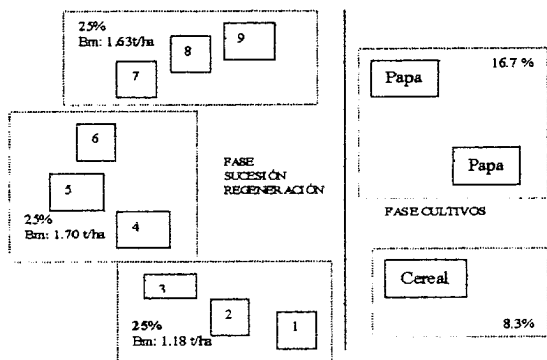 25%
Bm: 1.63t/ha
7
8
9
6
5
25%
Bm: 1.70 t/ha
4
FASE
SUCESIÓN
REGENERACIÓN
3
25%
Bm: 1.18 t/ha
2
1
16.7 %
Papa
Papa
FASE CULTIVOS
Cereal
8.3%